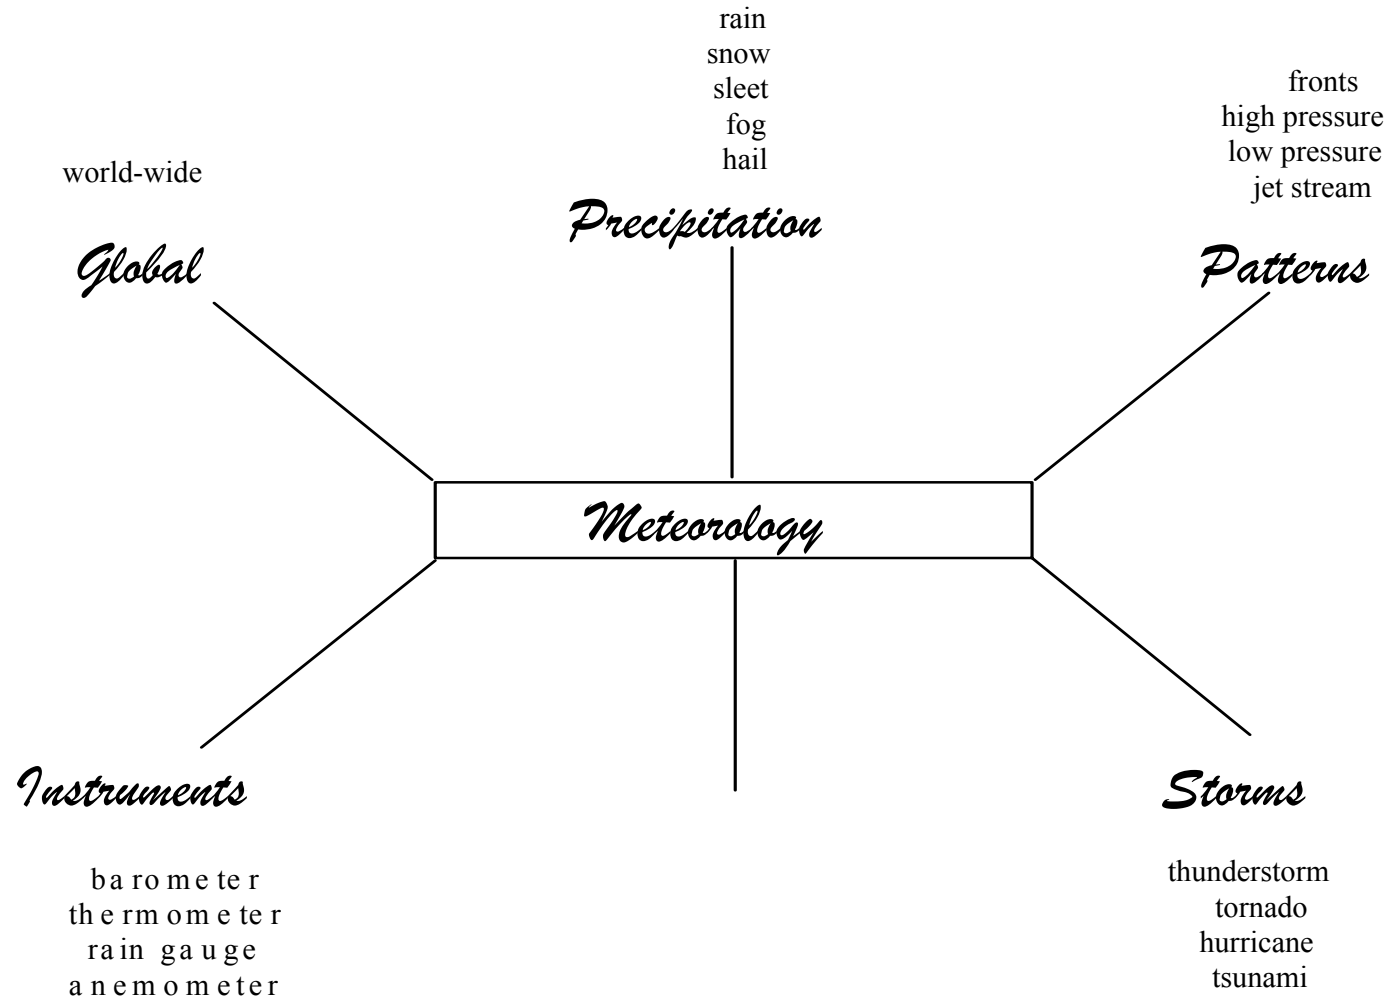 rain
snow
sleet
fog
hail
Precipitation
fronts
high pressure
low pressure
jet stream
Patterns
world-wide
Global
Meteorology
Instruments
barometer
thermometer
rain gauge
anemometer
Storms
thunderstorm
tornado
hurricane
tsunami